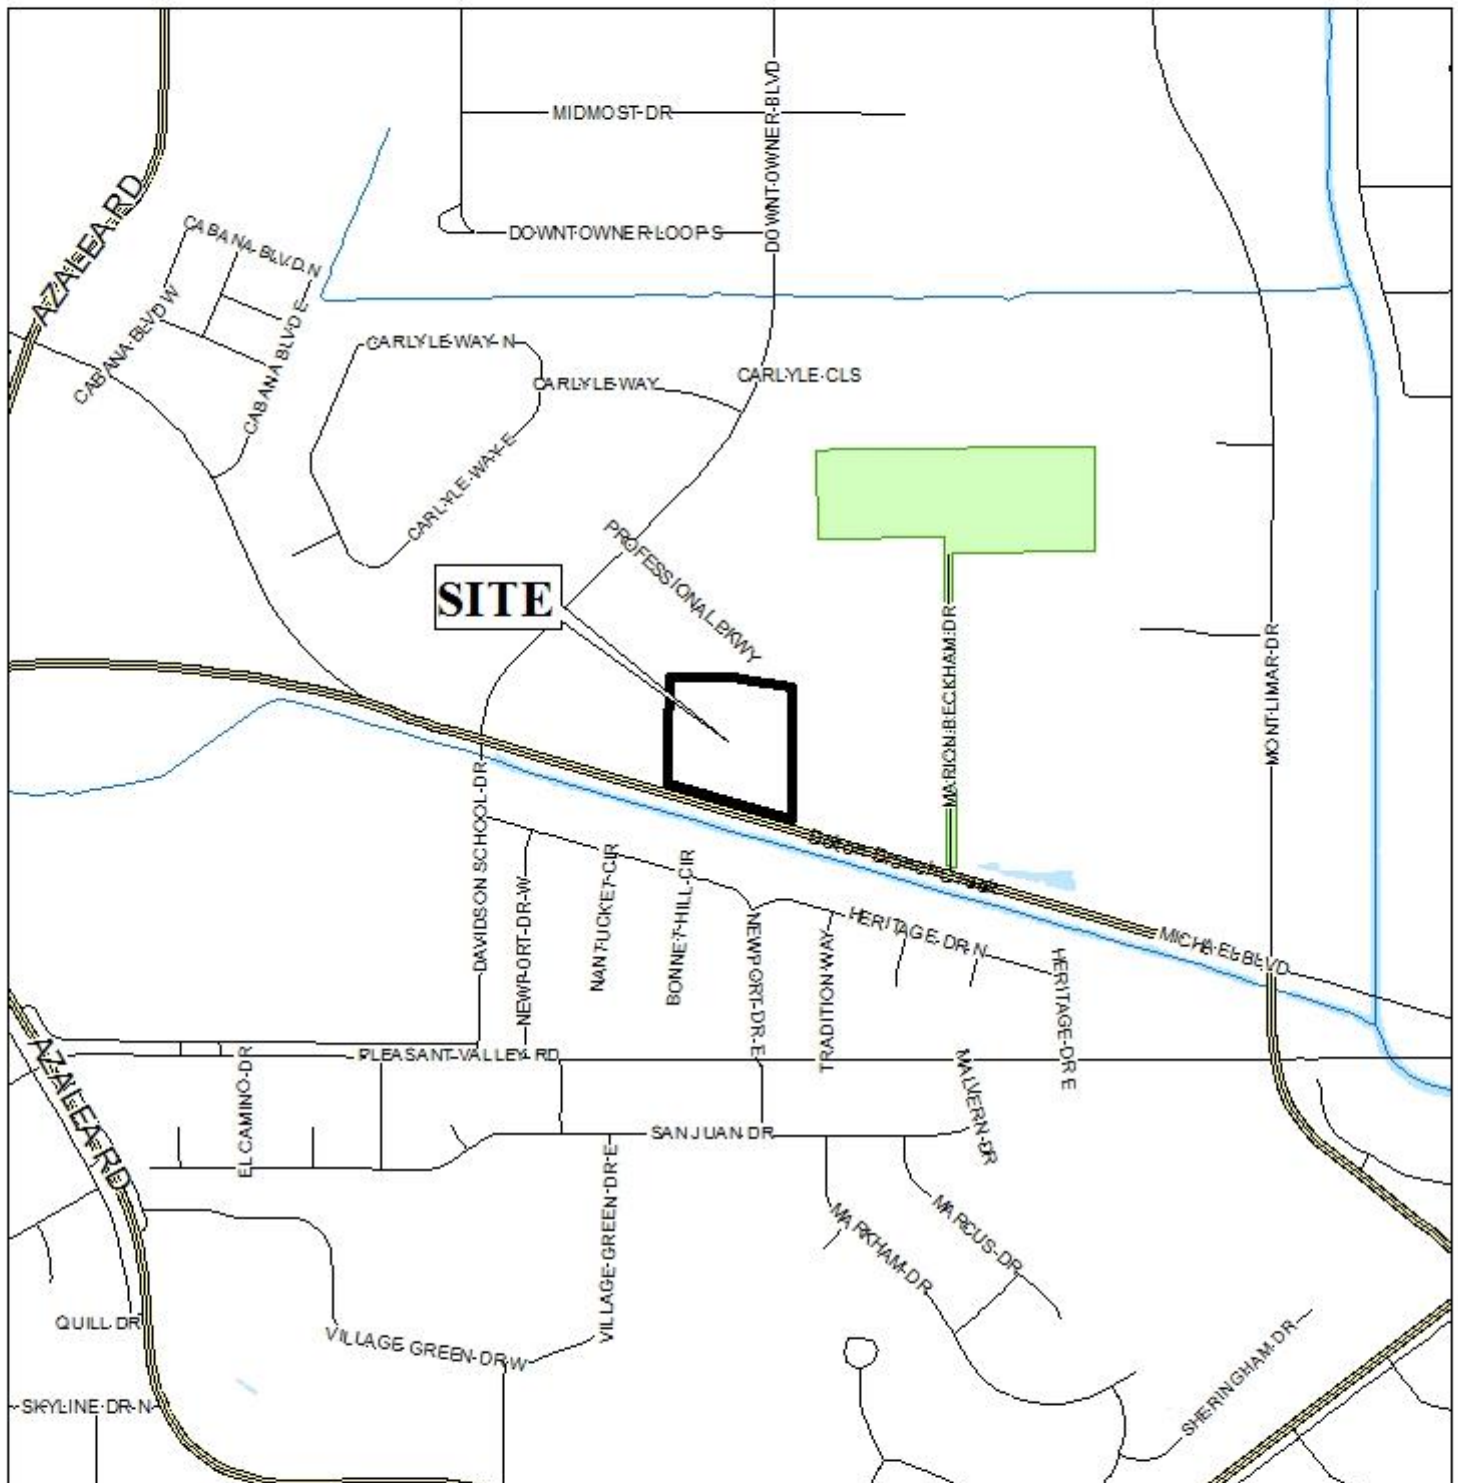 MIDMOST DR
DOWNTOWNER BLVD
DOWNTOWNER LOOP S
AZALEA RD
CABANA BLVD N
CABANA BLVD W
CABANA BLVD E
CARLYLE WAY N
CARLYLE WAY
CARLYLE CLS
CARLYLE WAY E
PROFESSIONAL PKWY
SITE
MARION BECKHAM DR
MONTLIMAR DR
DAVIDSON SCHOOL DR
NEWPORT DR W
NANTUCKET CIR
BONNET HILL CIR
NEWPORT DR E
TRADITION WAY
HERITAGE DR N
HERITAGE DR E
MICHAEL BLVD
PLEASANT VALLEY RD
AZALEA RD
EL CAMINO DR
SAN JUAN DR
MALVERN DR
VILLAGE GREEN DR E
MARKHAM DR
MARCUS DR
QUILL DR
VILLAGE GREEN DR W
SHERINGHAM DR
SKYLINE DR N